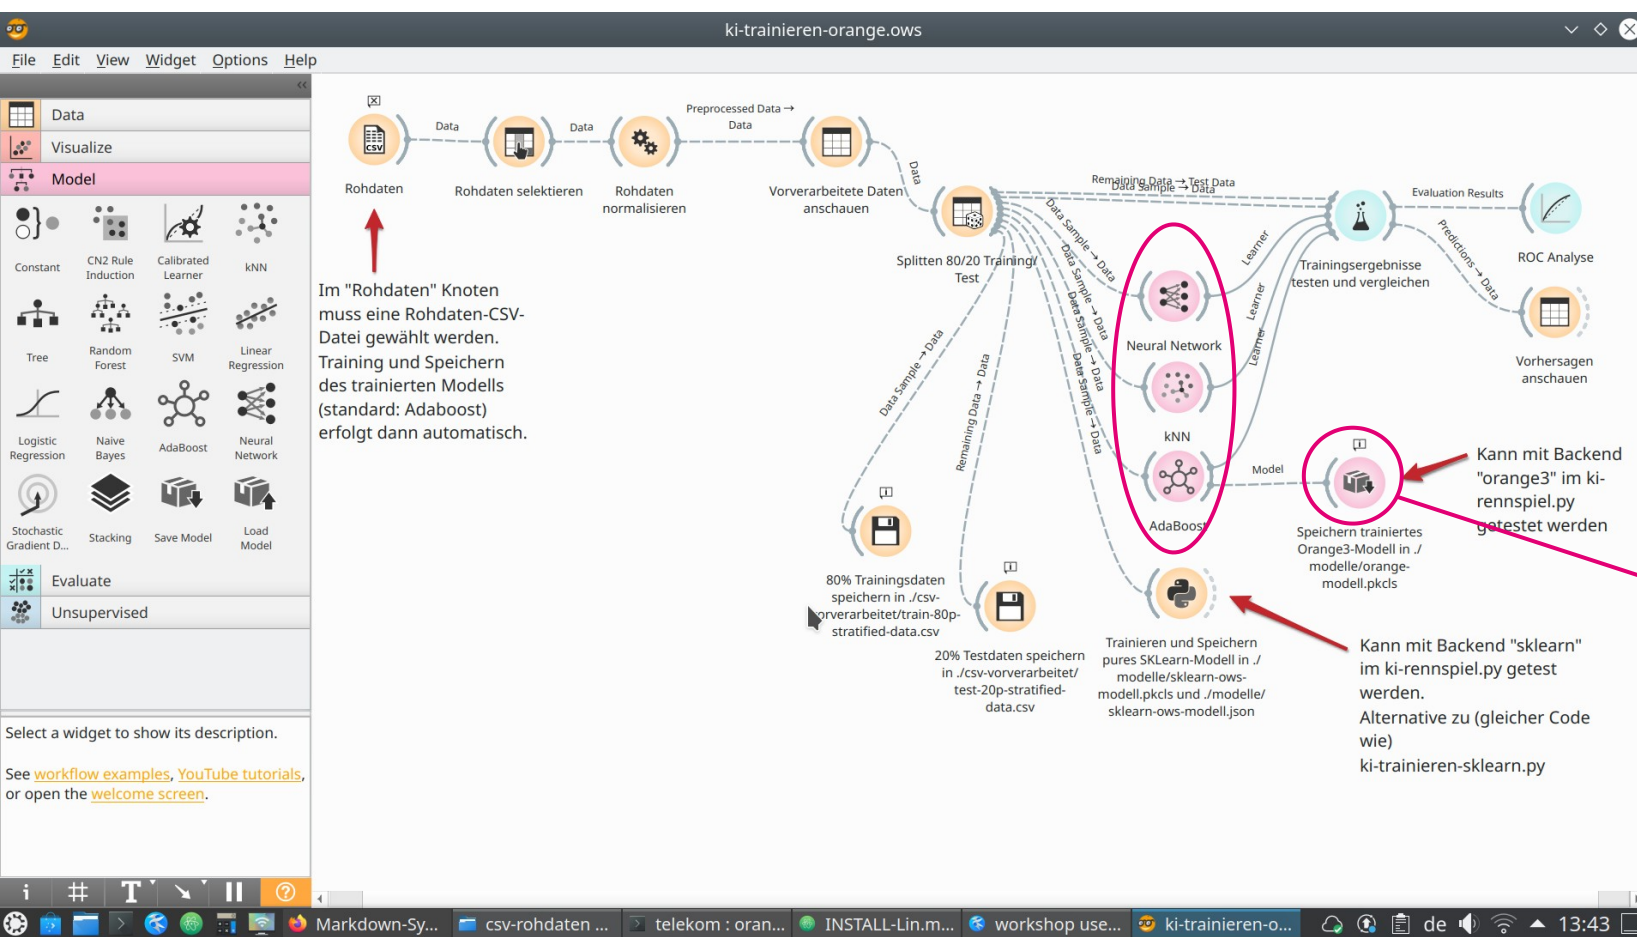 ki-trainieren-orange.ows
File Edit View Widget Options Help
Data
Visualize
Model
Constant
CN2 Rule
Induction
Calibrated
Learner
kNN
Tree
Random
Forest
SVM
Linear
Regression
Logistic
Regression
Naive
Bayes
AdaBoost
Neural
Network
Stochastic
Gradient D...
Stacking
Save Model
Load
Model
Evaluate
Unsupervised
Select a widget to show its description.
See workflow examples, YouTube tutorials,
or open the welcome screen.
CSV
Rohdaten
Data
Rohdaten selektieren
Data
Rohdaten
normalisieren
Preprocessed Data →
Data
Vorverarbeitete Daten
anschauen
Data
Splitten 80/20 Training/
Test
Im "Rohdaten" Knoten
muss eine Rohdaten-CSV-
Datei gewählt werden.
Training und Speichern
des trainierten Modells
(standard: Adaboost)
erfolgt dann automatisch.
Remaining Data → Test Data
Data Sample → Data
Data Sample → Data
Data Sample → Data
Data Sample → Data
Data Sample → Data
Data Sample → Data
Remaining Data → Data
Neural Network
kNN
AdaBoost
Learner
Learner
Learner
Model
Trainingsergebnisse
testen und vergleichen
Evaluation Results
ROC Analyse
Predictions → Data
Vorhersagen
anschauen
Speichern trainiertes
Orange3-Modell in ./
modelle/orange-
modell.pkcls
Kann mit Backend
"orange3" im ki-
rennspiel.py
getestet werden
80% Trainingsdaten
speichern in ./csv-
vorverarbeitet/train-80p-
stratified-data.csv
20% Testdaten speichern
in ./csv-vorverarbeitet/
test-20p-stratified-
data.csv
Trainieren und Speichern
pures SKLearn-Modell in ./
modelle/sklearn-ows-
modell.pkcls und ./modelle/
sklearn-ows-modell.json
Kann mit Backend "sklearn"
im ki-rennspiel.py getest
werden.
Alternative zu (gleicher Code
wie)
ki-trainieren-sklearn.py
Markdown-Sy...
csv-rohdaten ...
telekom : oran...
INSTALL-Lin.m...
workshop use...
ki-trainieren-o...
de
13:43